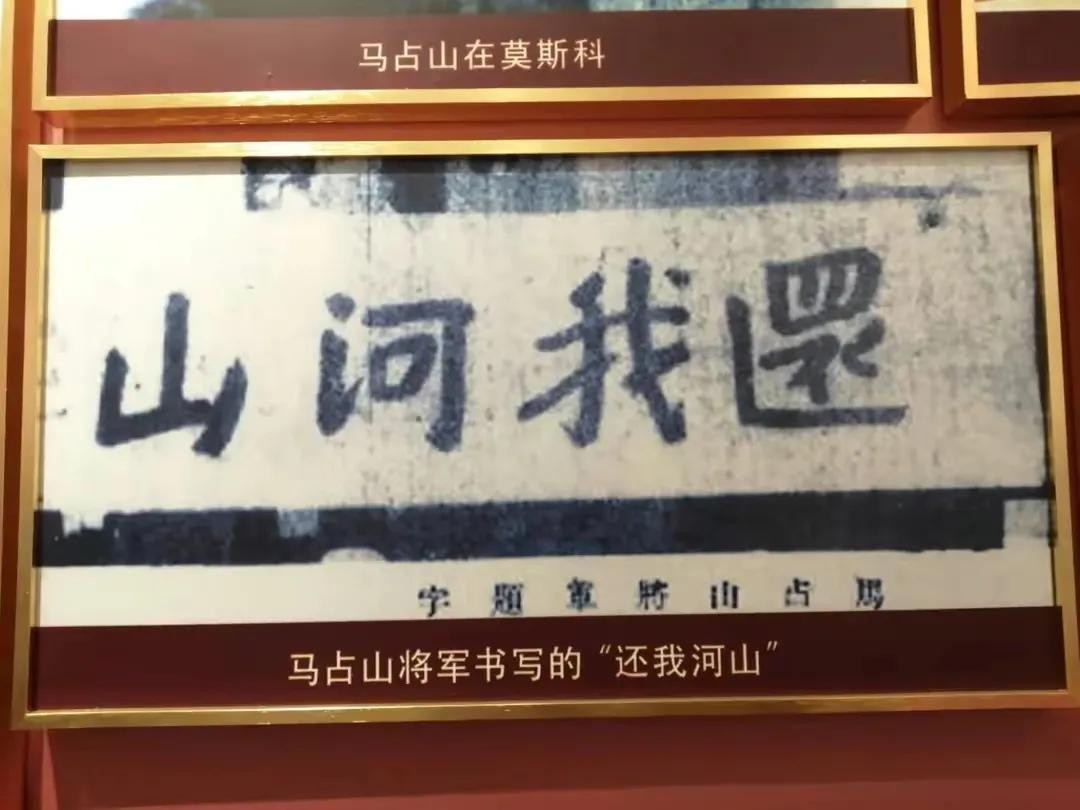 马占山在莫斯科
還我河山
馬占山將軍題字
马占山将军书写的“还我河山”